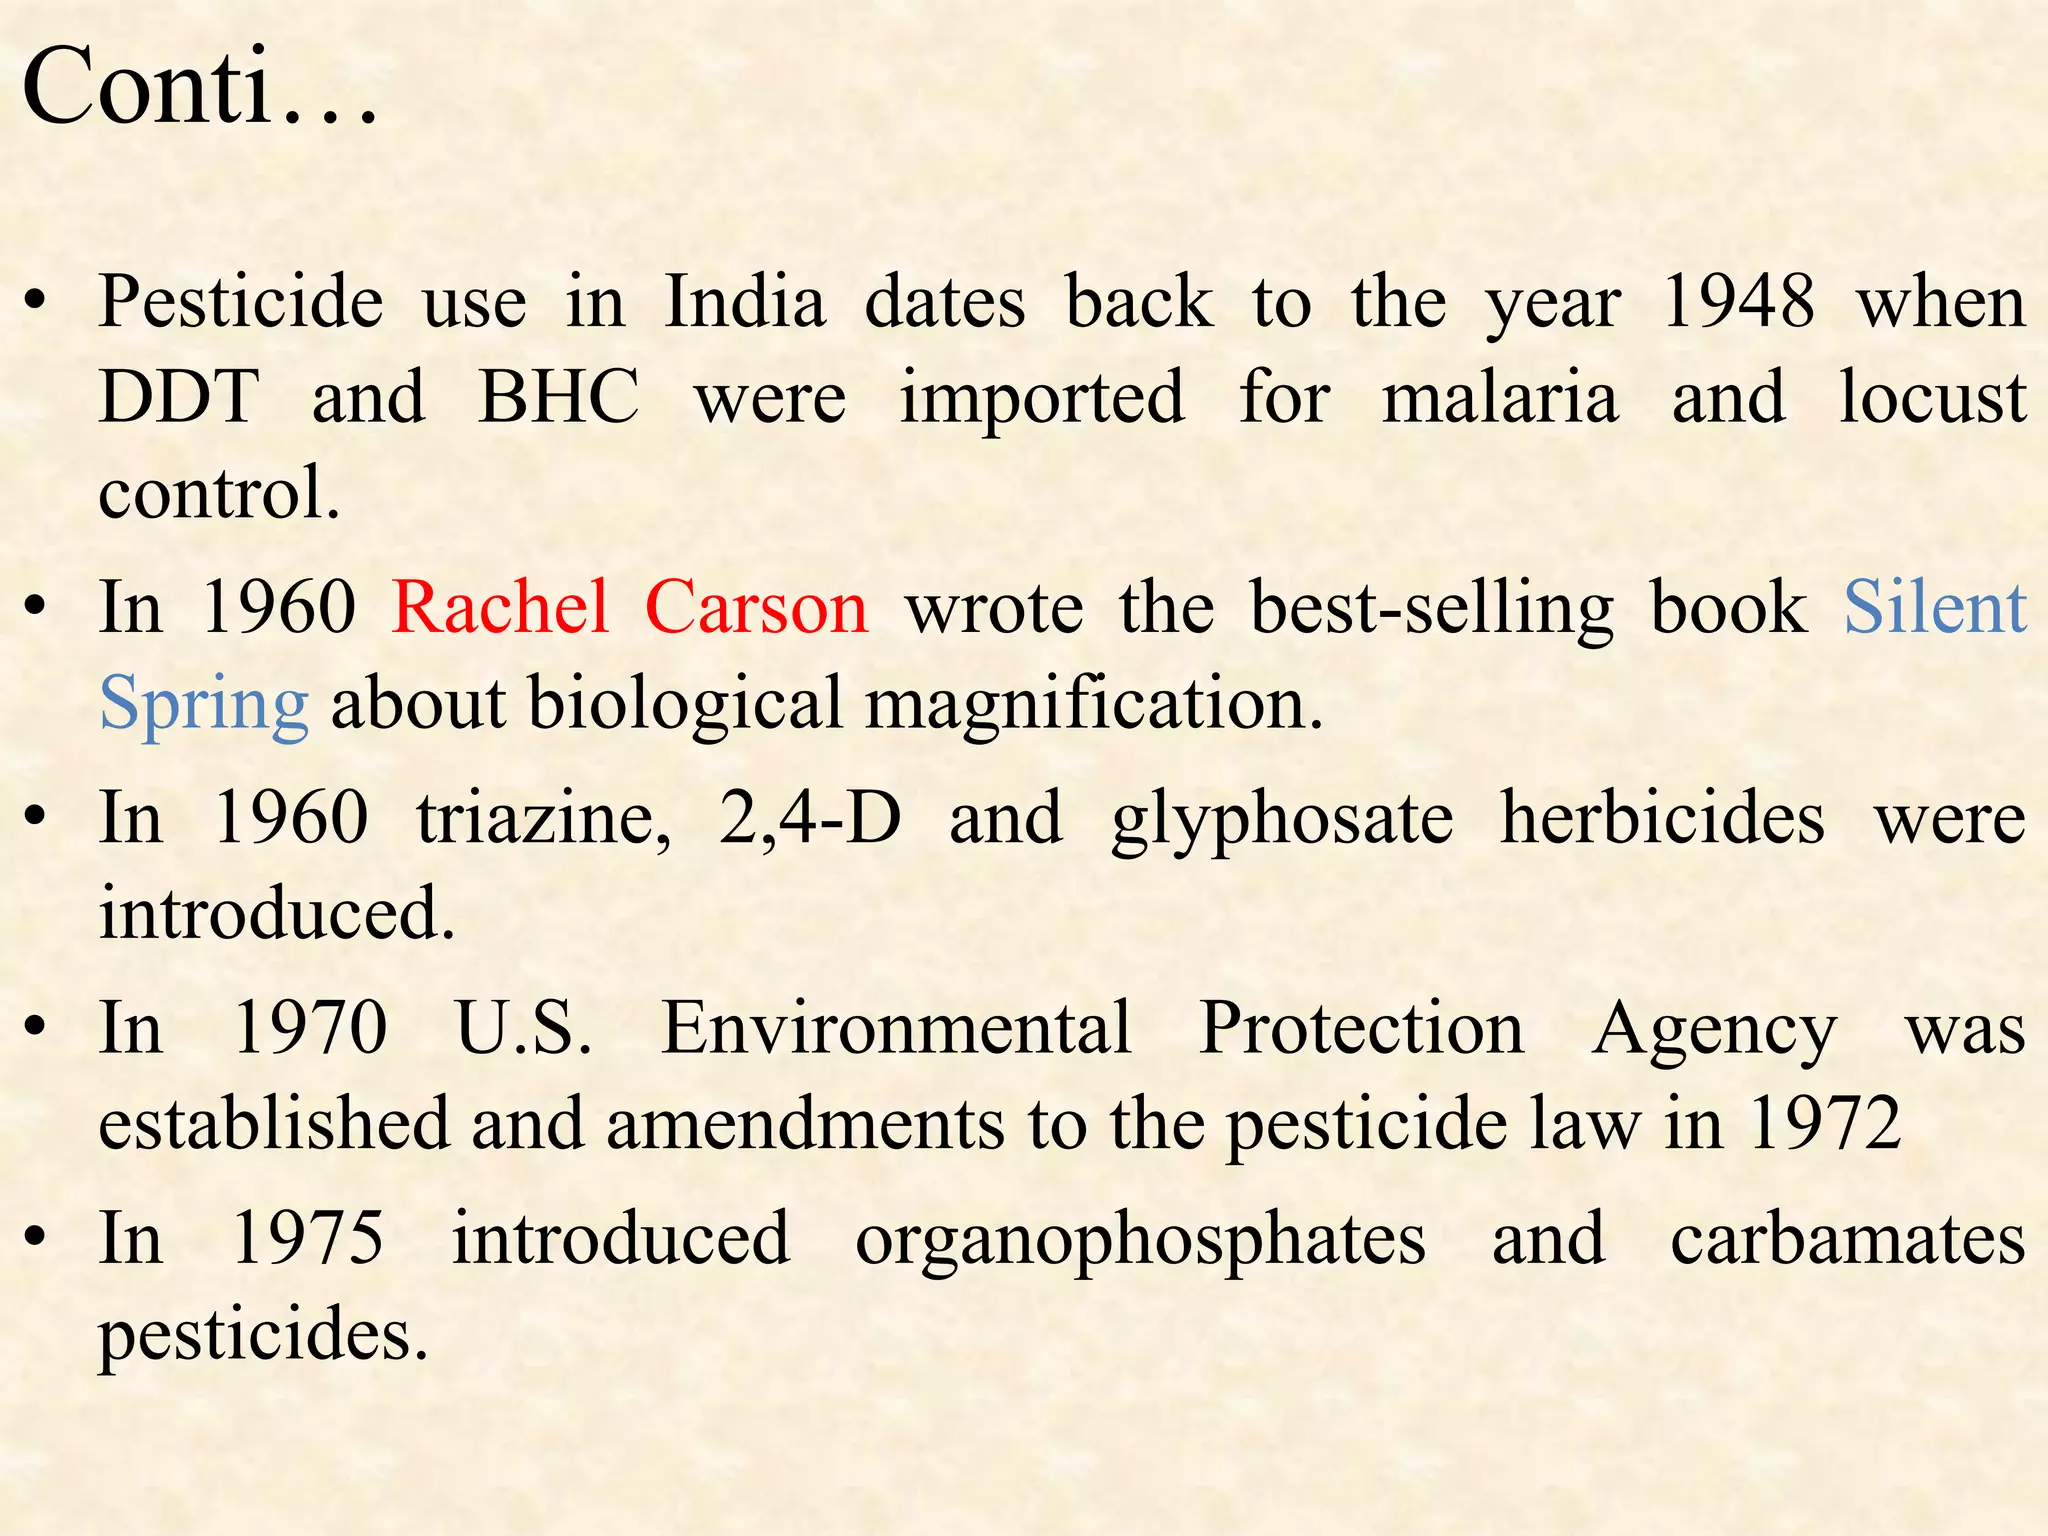 Conti…
• Pesticide use in India dates back to the year 1948 when
DDT and BHC were imported for malaria and locust
control.
• In 1960 Rachel Carson wrote the best-selling book Silent
Spring about biological magnification.
• In 1960 triazine, 2,4-D and glyphosate herbicides were
introduced.
• In 1970 U.S. Environmental Protection Agency was
established and amendments to the pesticide law in 1972
• In 1975 introduced organophosphates and carbamates
pesticides.